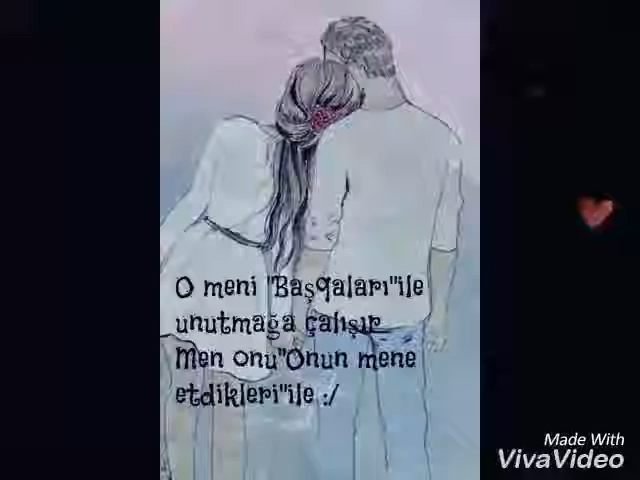 O meni "Başqaları"ile
unutmağa çalışır
Men onu"Onun mene
etdikleri"ile :/
Made With
VivaVideo